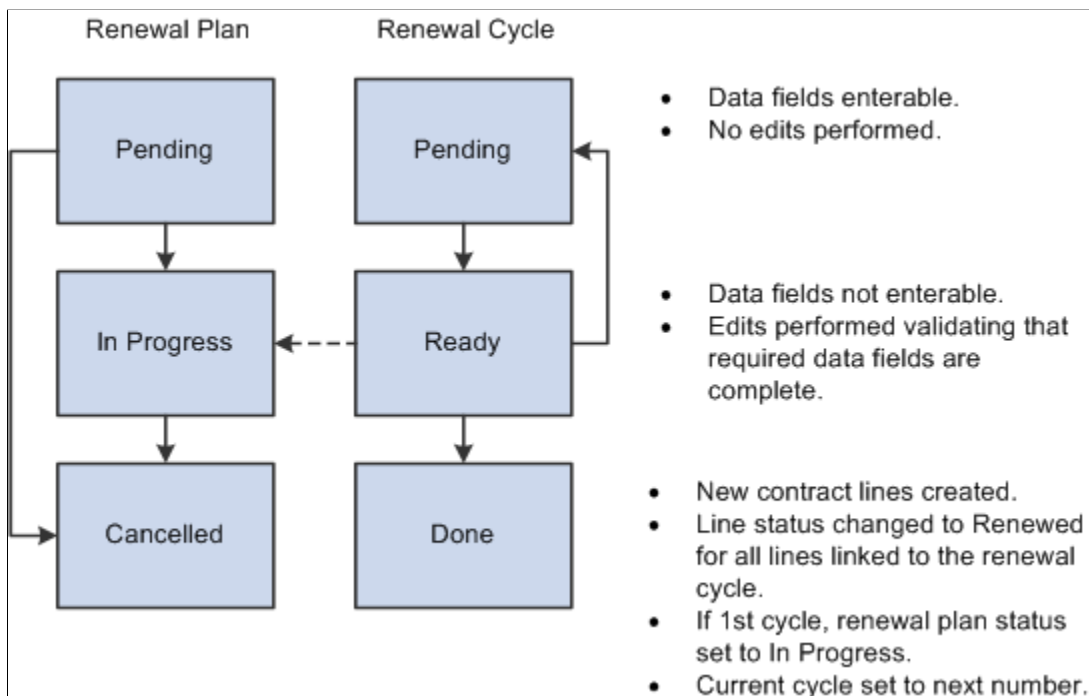 Renewal Plan
Renewal Cycle
Pending
Pending
• Data fields enterable.
• No edits performed.
In Progress
Ready
• Data fields not enterable.
• Edits performed validating that
required data fields are
complete.
Cancelled
Done
• New contract lines created.
• Line status changed to Renewed
for all lines linked to the renewal
cycle.
• If 1st cycle, renewal plan status
set to In Progress.
• Current cycle set to next number.